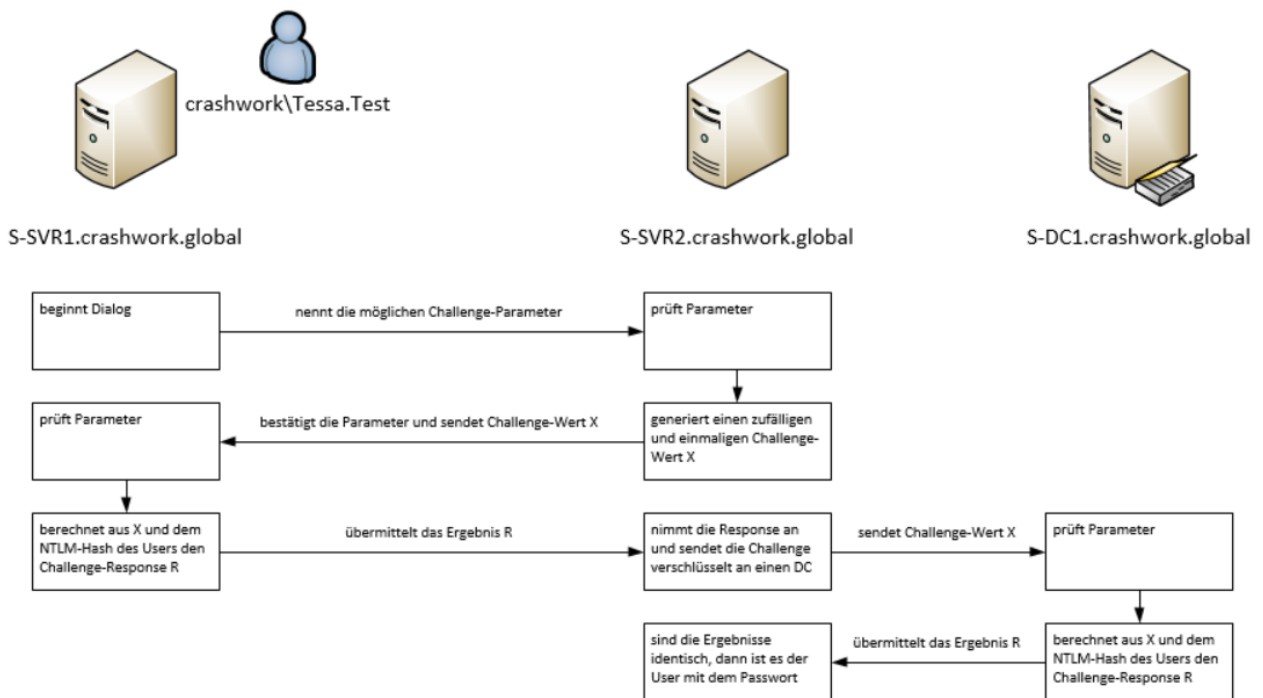 crashwork\Tessa.Test
S-SVR1.crashwork.global
S-SVR2.crashwork.global
S-DC1.crashwork.global
beginnt Dialog
nennt die möglichen Challenge-Parameter
prüft Parameter
prüft Parameter
bestätigt die Parameter und sendet Challenge-Wert X
generiert einen zufälligen
und einmaligen Challenge-
Wert X
berechnet aus X und dem
NTLM-Hash des Users den
Challenge-Response R
übermittelt das Ergebnis R
nimmt die Response an
und sendet die Challenge
verschlüsselt an einen DC
sendet Challenge-Wert X
prüft Parameter
sind die Ergebnisse
identisch, dann ist es der
User mit dem Passwort
übermittelt das Ergebnis R
berechnet aus X und dem
NTLM-Hash des Users den
Challenge-Response R